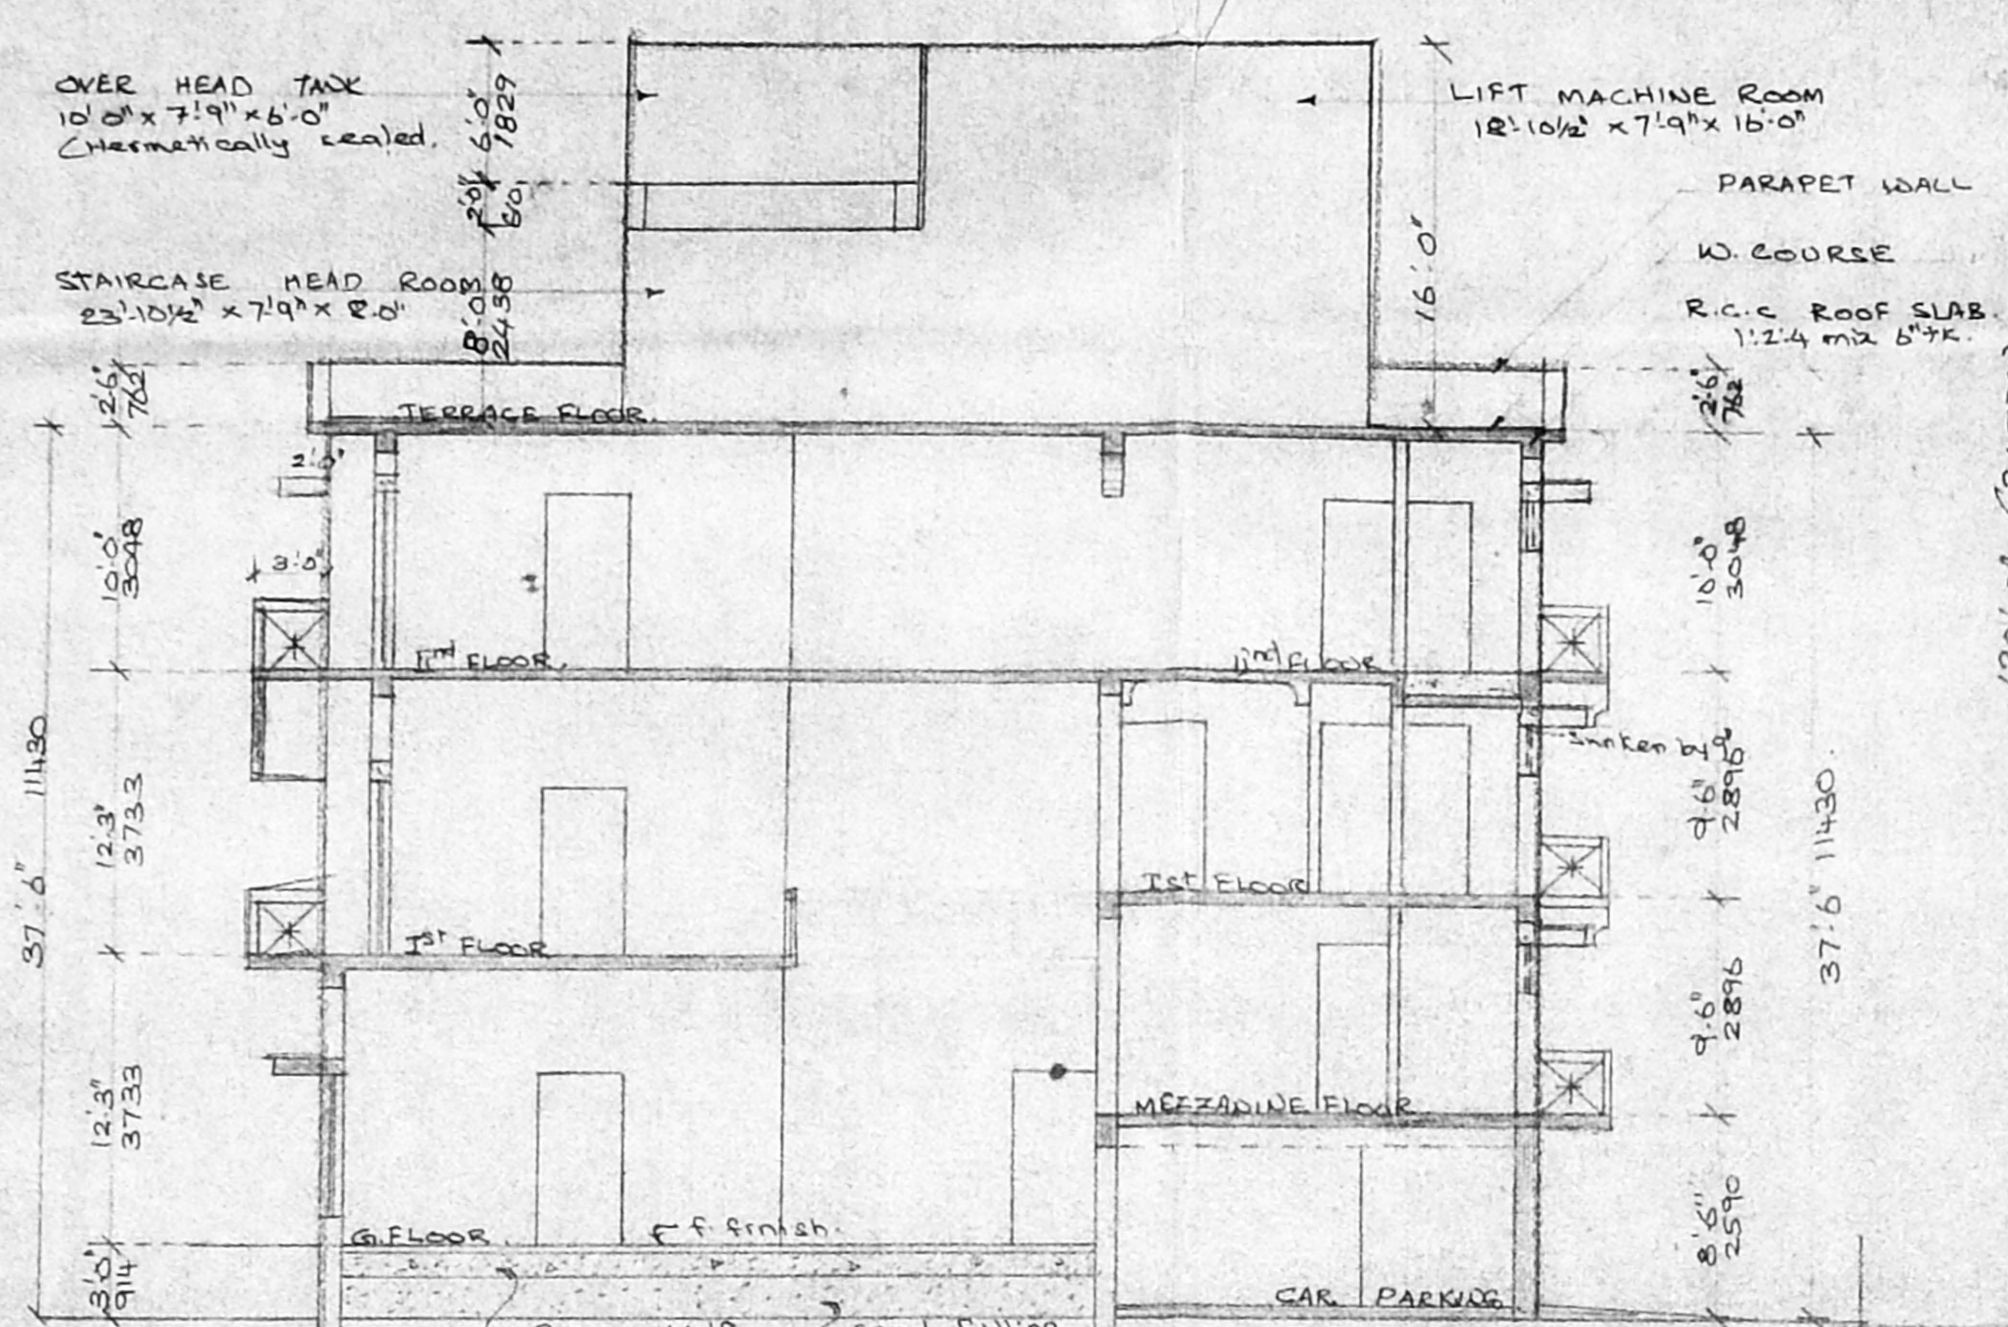 OVER HEAD TANK
10'0" x 7'-9" x 6'-0"
(Hermetically sealed.
6'-0"
1829
2'0"
60
STAIRCASE HEAD ROOM
23'-10½" x 7'-9" x 8'-0"
8'-0"
2438
LIFT MACHINE ROOM
18'-10½" x 7'-9" x 16'-0"
PARAPET WALL
W. COURSE
R.C.C ROOF SLAB.
1:2:4 mix 6"tk.
16'-0"
2'-6"
762
TERRACE FLOOR.
2'-6"
762
2'-0"
10'-0"
3048
3'-0"
10'-0"
3048
IInd FLOOR.
IInd FLOOR
37'-6" 11430
12'-3"
3733
sunken by
9'-6"
2896
37'-6" 11430.
Ist FLOOR
Ist FLOOR
9'-6"
2896
12'-3"
3733
MEZZANINE FLOOR
G.FLOOR.
F. finish.
8'-6"
2590
3'-0"
914
CAR PARKING